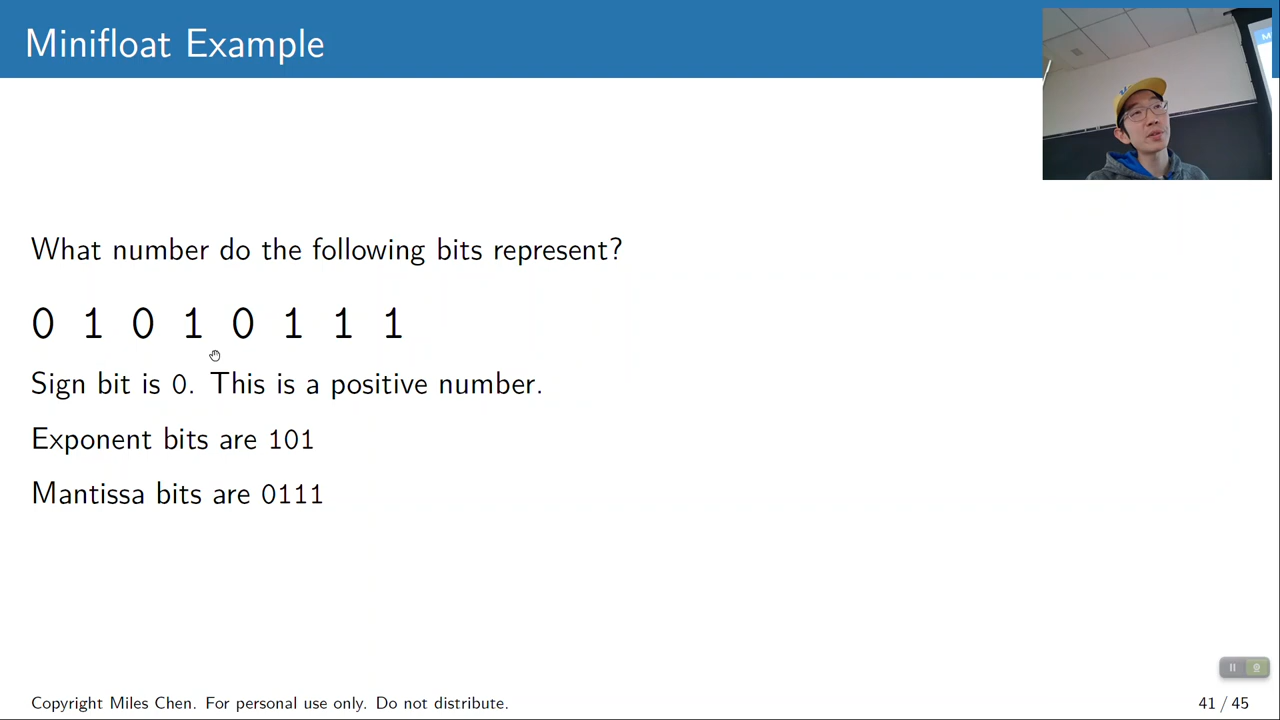 Minifloat Example
What number do the following bits represent?
0 1 0 1 0 1 1 1
Sign bit is 0. This is a positive number.
Exponent bits are 101
Mantissa bits are 0111
Copyright Miles Chen. For personal use only. Do not distribute.
41 / 45